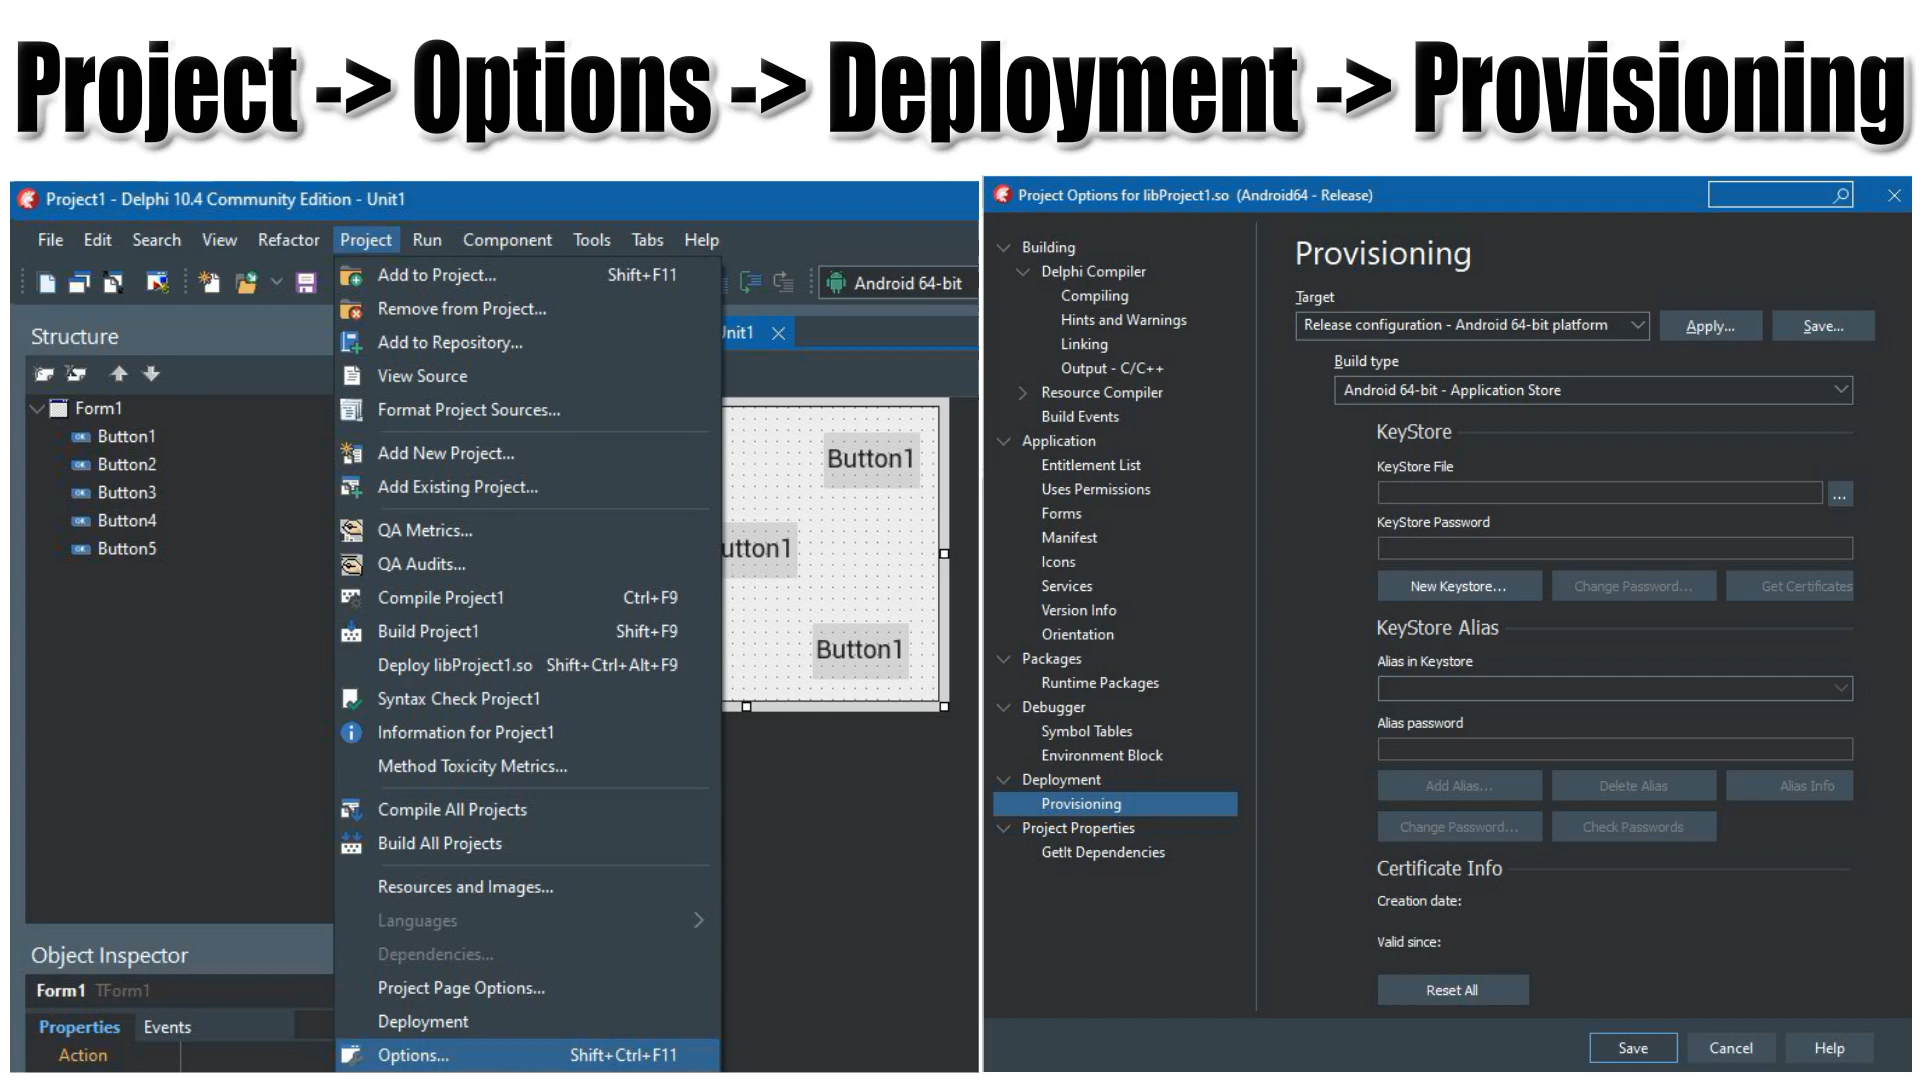 Project -> Options -> Deployment -> Provisioning
Project1 - Delphi 10.4 Community Edition - Unit1
File Edit Search View Refactor Project Run Component Tools Tabs Help
Android 64-bit
Structure
Form1
Button1
Button2
Button3
Button4
Button5
Object Inspector
Form1 TForm1
Properties Events
Action
Add to Project... Shift+F11
Remove from Project...
Add to Repository...
View Source
Format Project Sources...
Add New Project...
Add Existing Project...
QA Metrics...
QA Audits...
Compile Project1 Ctrl+F9
Build Project1 Shift+F9
Deploy libProject1.so Shift+Ctrl+Alt+F9
Syntax Check Project1
Information for Project1
Method Toxicity Metrics...
Compile All Projects
Build All Projects
Resources and Images...
Languages
Dependencies...
Project Page Options...
Deployment
Options... Shift+Ctrl+F11
Unit1
Button1
utton1
Button1
Project Options for libProject1.so (Android64 - Release)
Building
Delphi Compiler
Compiling
Hints and Warnings
Linking
Output - C/C++
Resource Compiler
Build Events
Application
Entitlement List
Uses Permissions
Forms
Manifest
Icons
Services
Version Info
Orientation
Packages
Runtime Packages
Debugger
Symbol Tables
Environment Block
Deployment
Provisioning
Project Properties
GetIt Dependencies
Provisioning
Target
Release configuration - Android 64-bit platform Apply... Save...
Build type
Android 64-bit - Application Store
KeyStore
KeyStore File
...
KeyStore Password
New Keystore... Change Password... Get Certificates
KeyStore Alias
Alias in Keystore
Alias password
Add Alias... Delete Alias Alias Info
Change Password... Check Passwords
Certificate Info
Creation date:
Valid since:
Reset All
Save Cancel Help